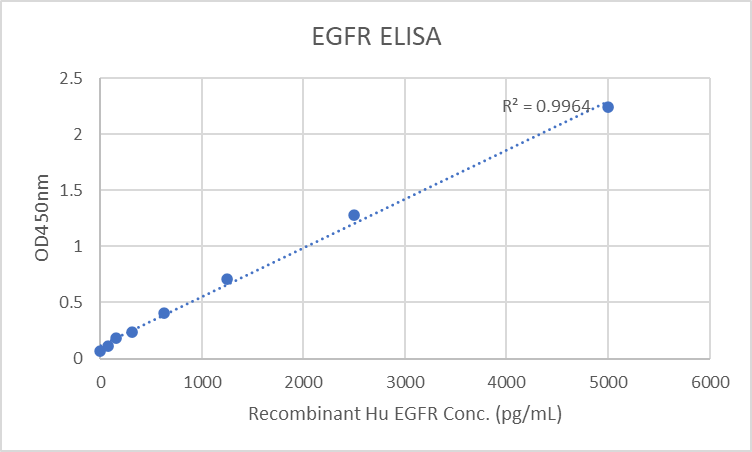 EGFR ELISA
2.5
2
1.5
1
0.5
0
R² = 0.9964
OD450nm
0 1000 2000 3000 4000 5000 6000
Recombinant Hu EGFR Conc. (pg/mL)